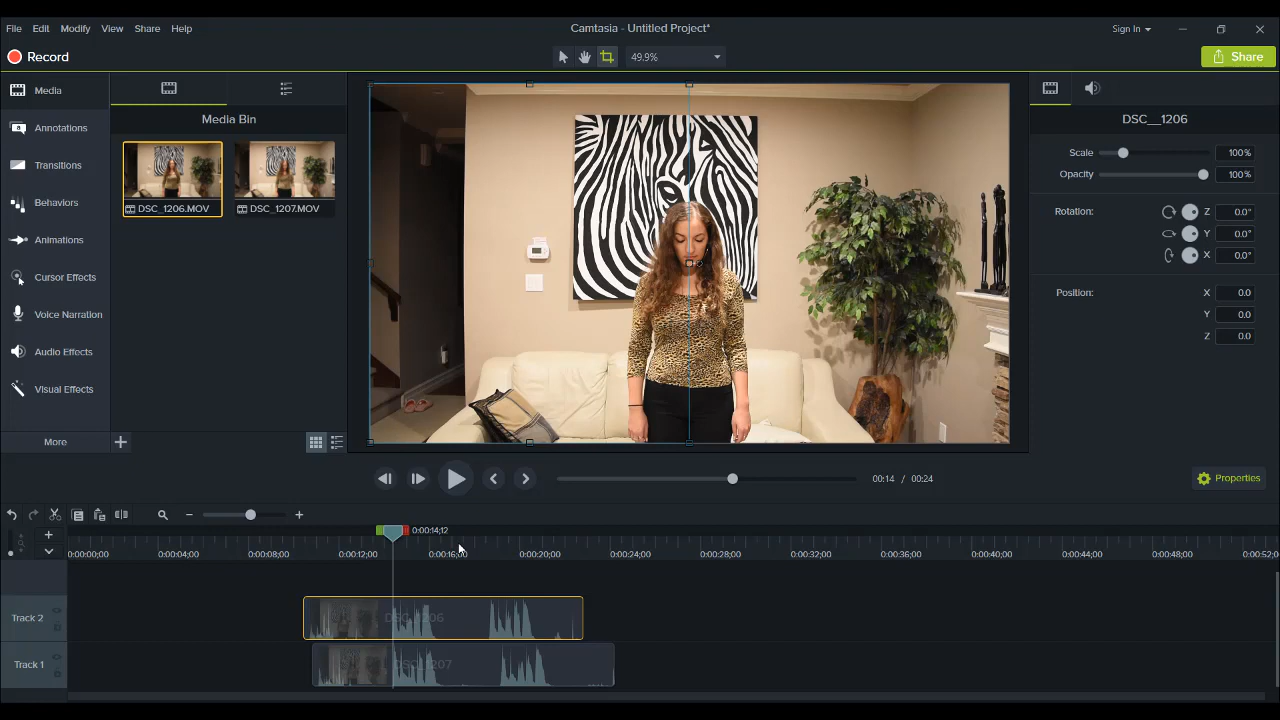 File Edit Modify View Share Help
Camtasia - Untitled Project*
Sign In
Record
49.9%
Share
Media
Annotations
Transitions
Behaviors
Animations
Cursor Effects
Voice Narration
Audio Effects
Visual Effects
More
Media Bin
DSC_1206.MOV
DSC_1207.MOV
DSC__1206
Scale 100%
Opacity 100%
Rotation: Z 0.0°
Y 0.0°
X 0.0°
Position: X 0.0
Y 0.0
Z 0.0
00:14 / 00:24
Properties
0:00:14;12
0:00:00;00 0:00:04;00 0:00:08;00 0:00:12;00 0:00:16;00 0:00:20;00 0:00:24;00 0:00:28;00 0:00:32;00 0:00:36;00 0:00:40;00 0:00:44;00 0:00:48;00 0:00:52;0
Track 2
DSC_1206
Track 1
DSC_1207